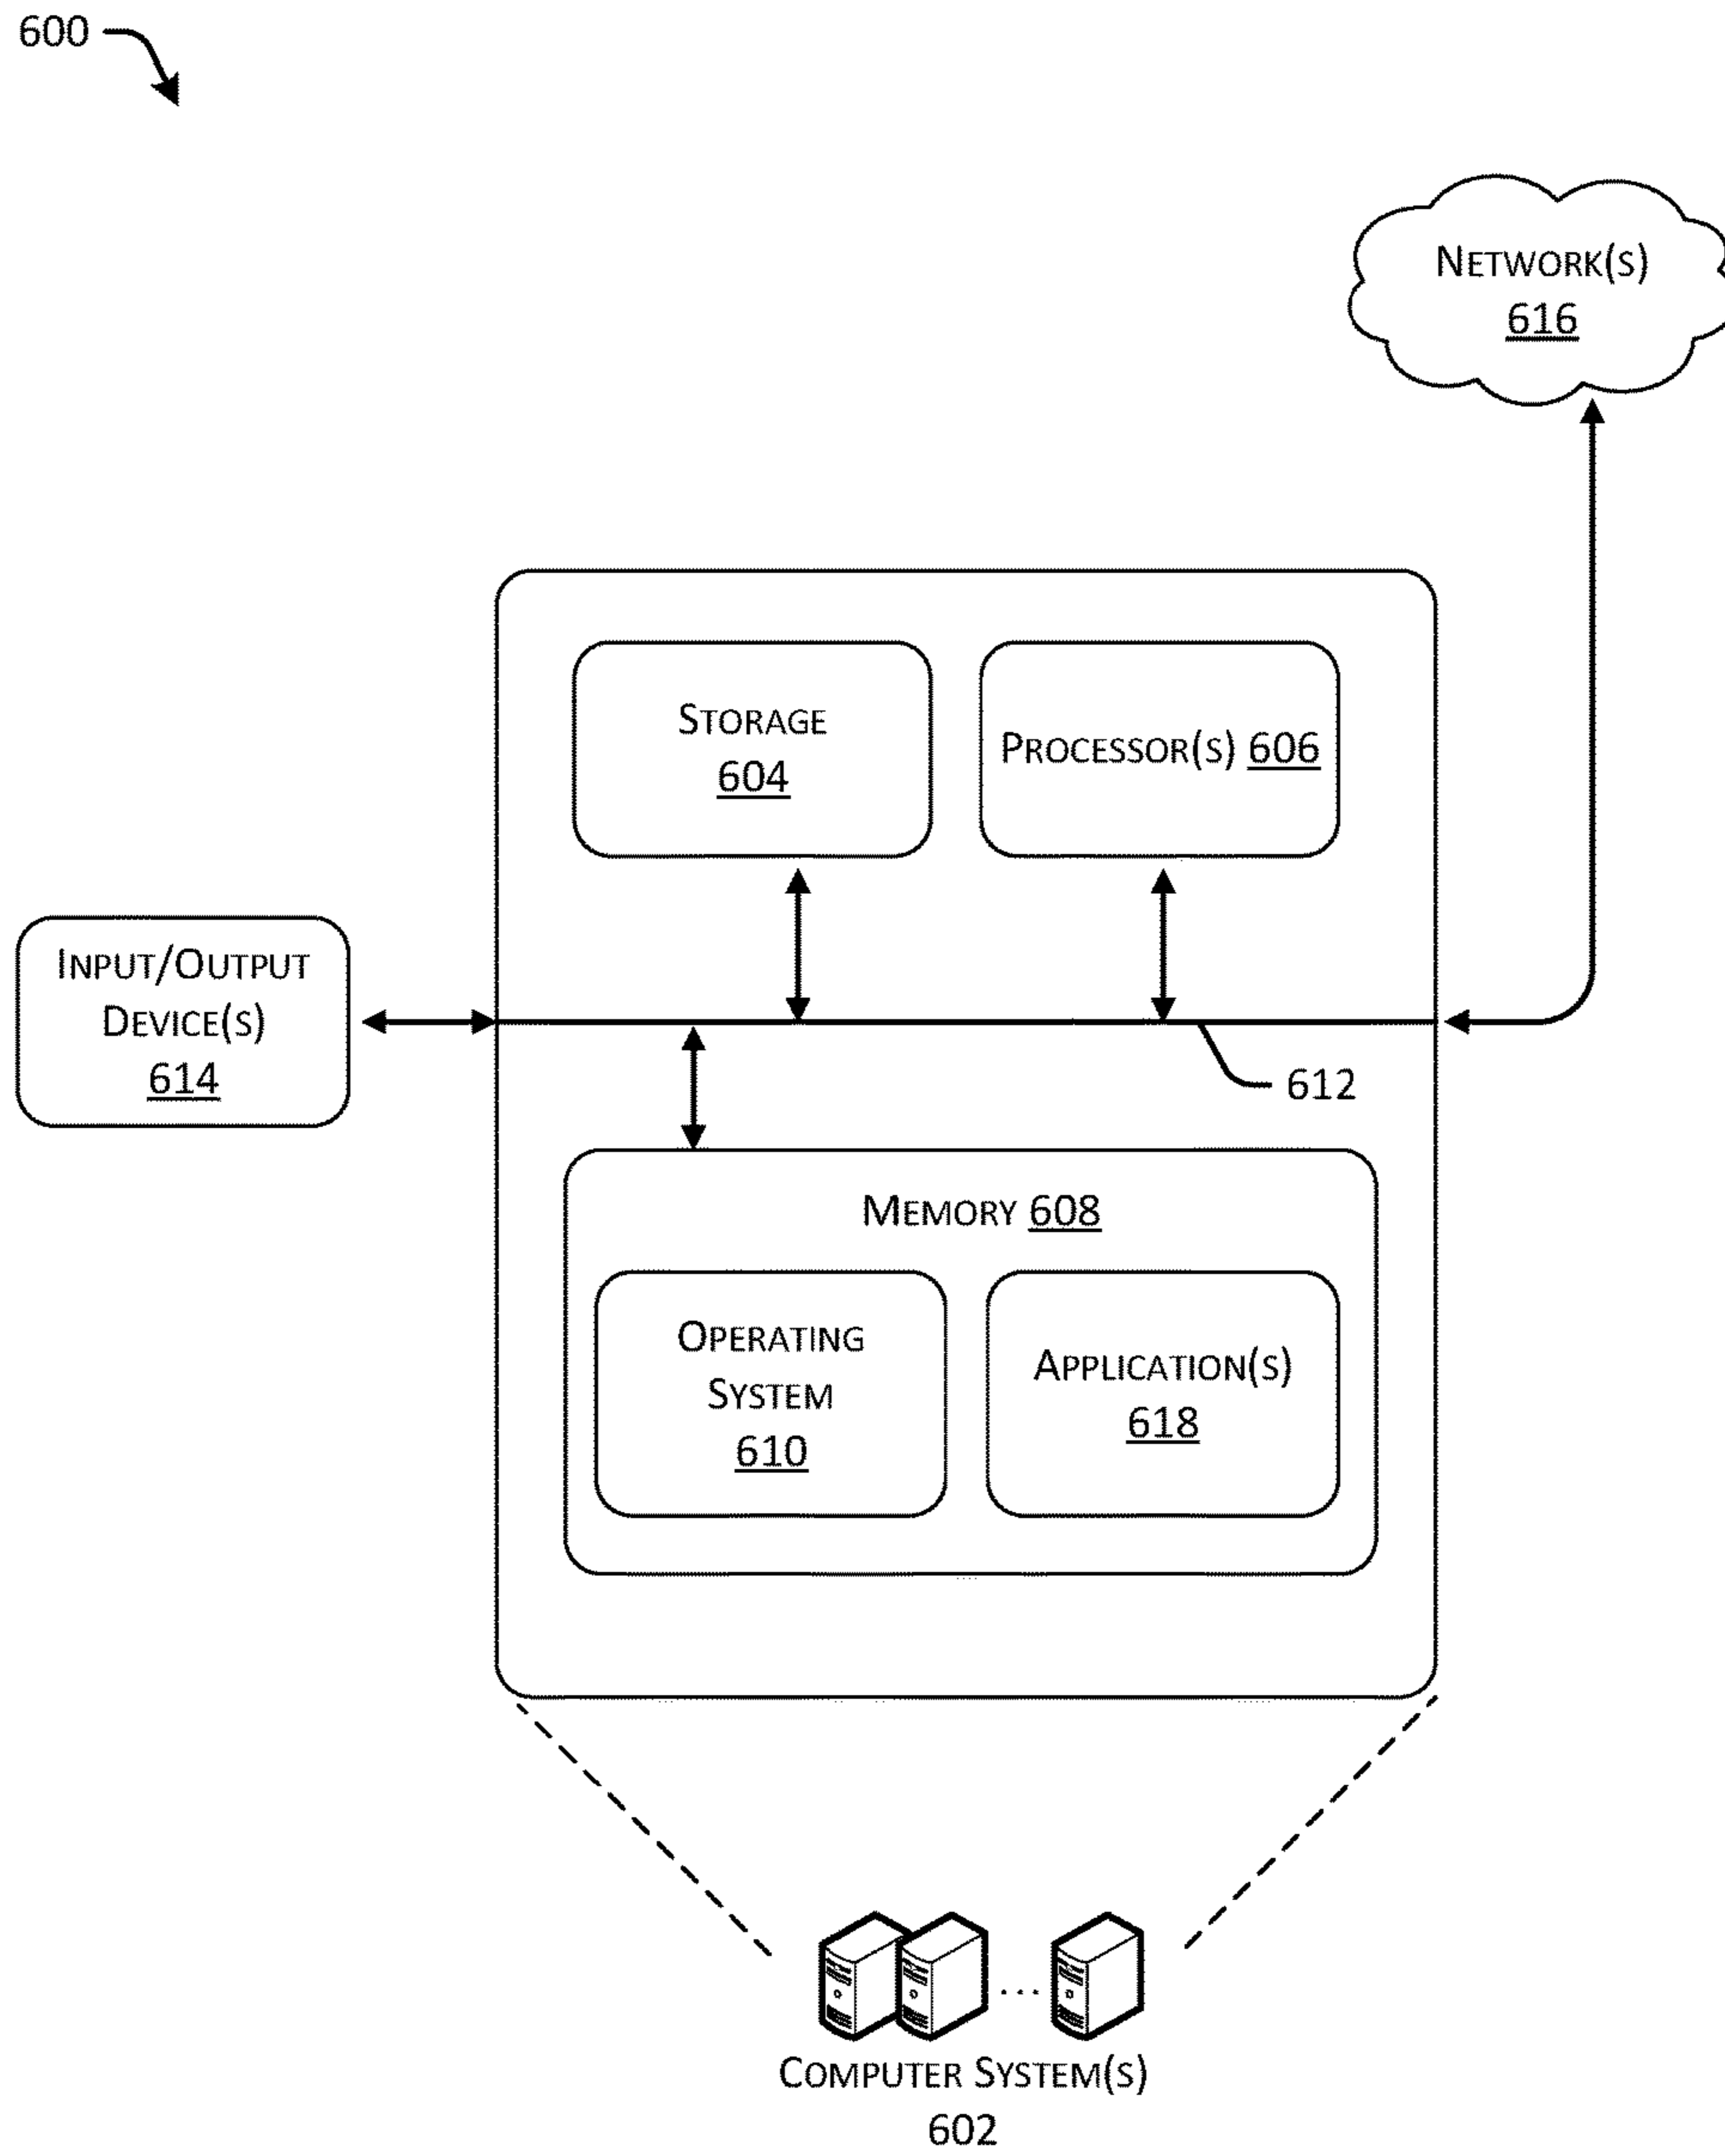 600
NETWORK(S)
616
STORAGE
604
PROCESSOR(S) 606
INPUT/OUTPUT
DEVICE(S)
614
612
MEMORY 608
OPERATING
SYSTEM
610
APPLICATION(S)
618
COMPUTER SYSTEM(S)
602